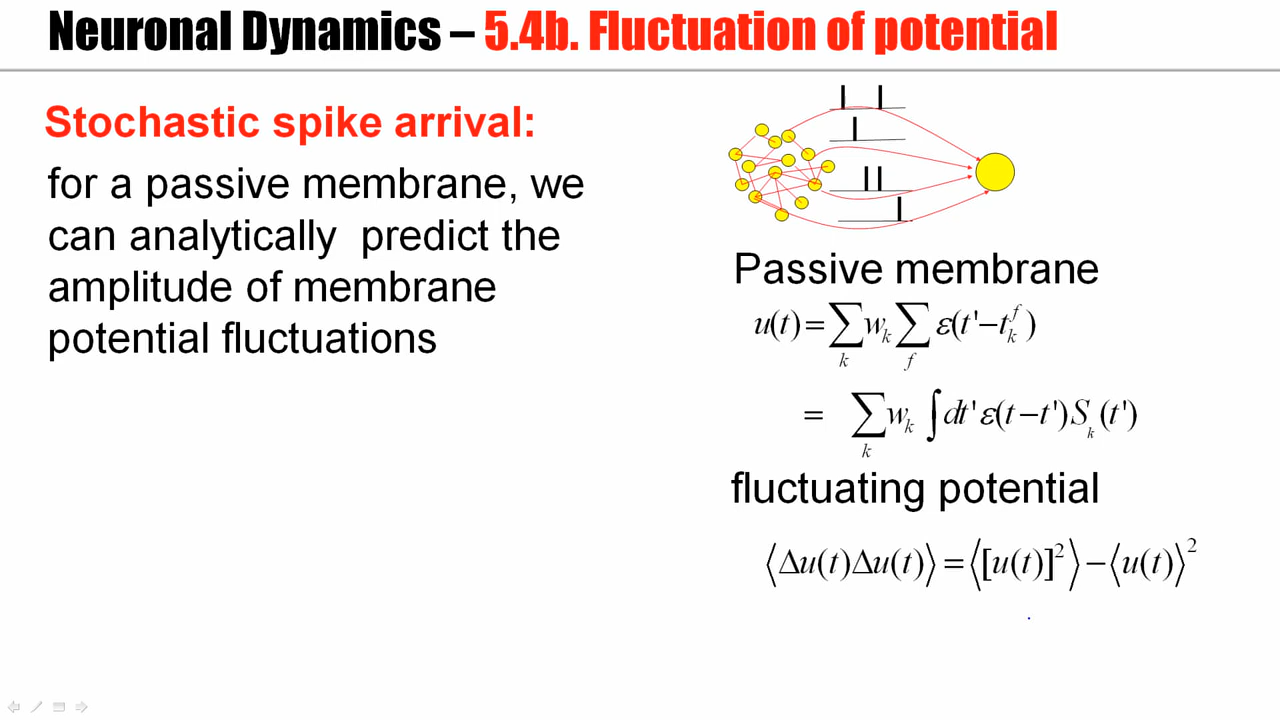 Neuronal Dynamics – 5.4b. Fluctuation of potential
Stochastic spike arrival:
for a passive membrane, we
can analytically predict the
amplitude of membrane
potential fluctuations
Passive membrane
u(t) = ∑_k w_k ∑_f ε(t'−t_k^f)
= ∑_k w_k ∫ dt' ε(t−t') S_k(t')
fluctuating potential
⟨Δu(t)Δu(t)⟩ = ⟨[u(t)]²⟩ − ⟨u(t)⟩²